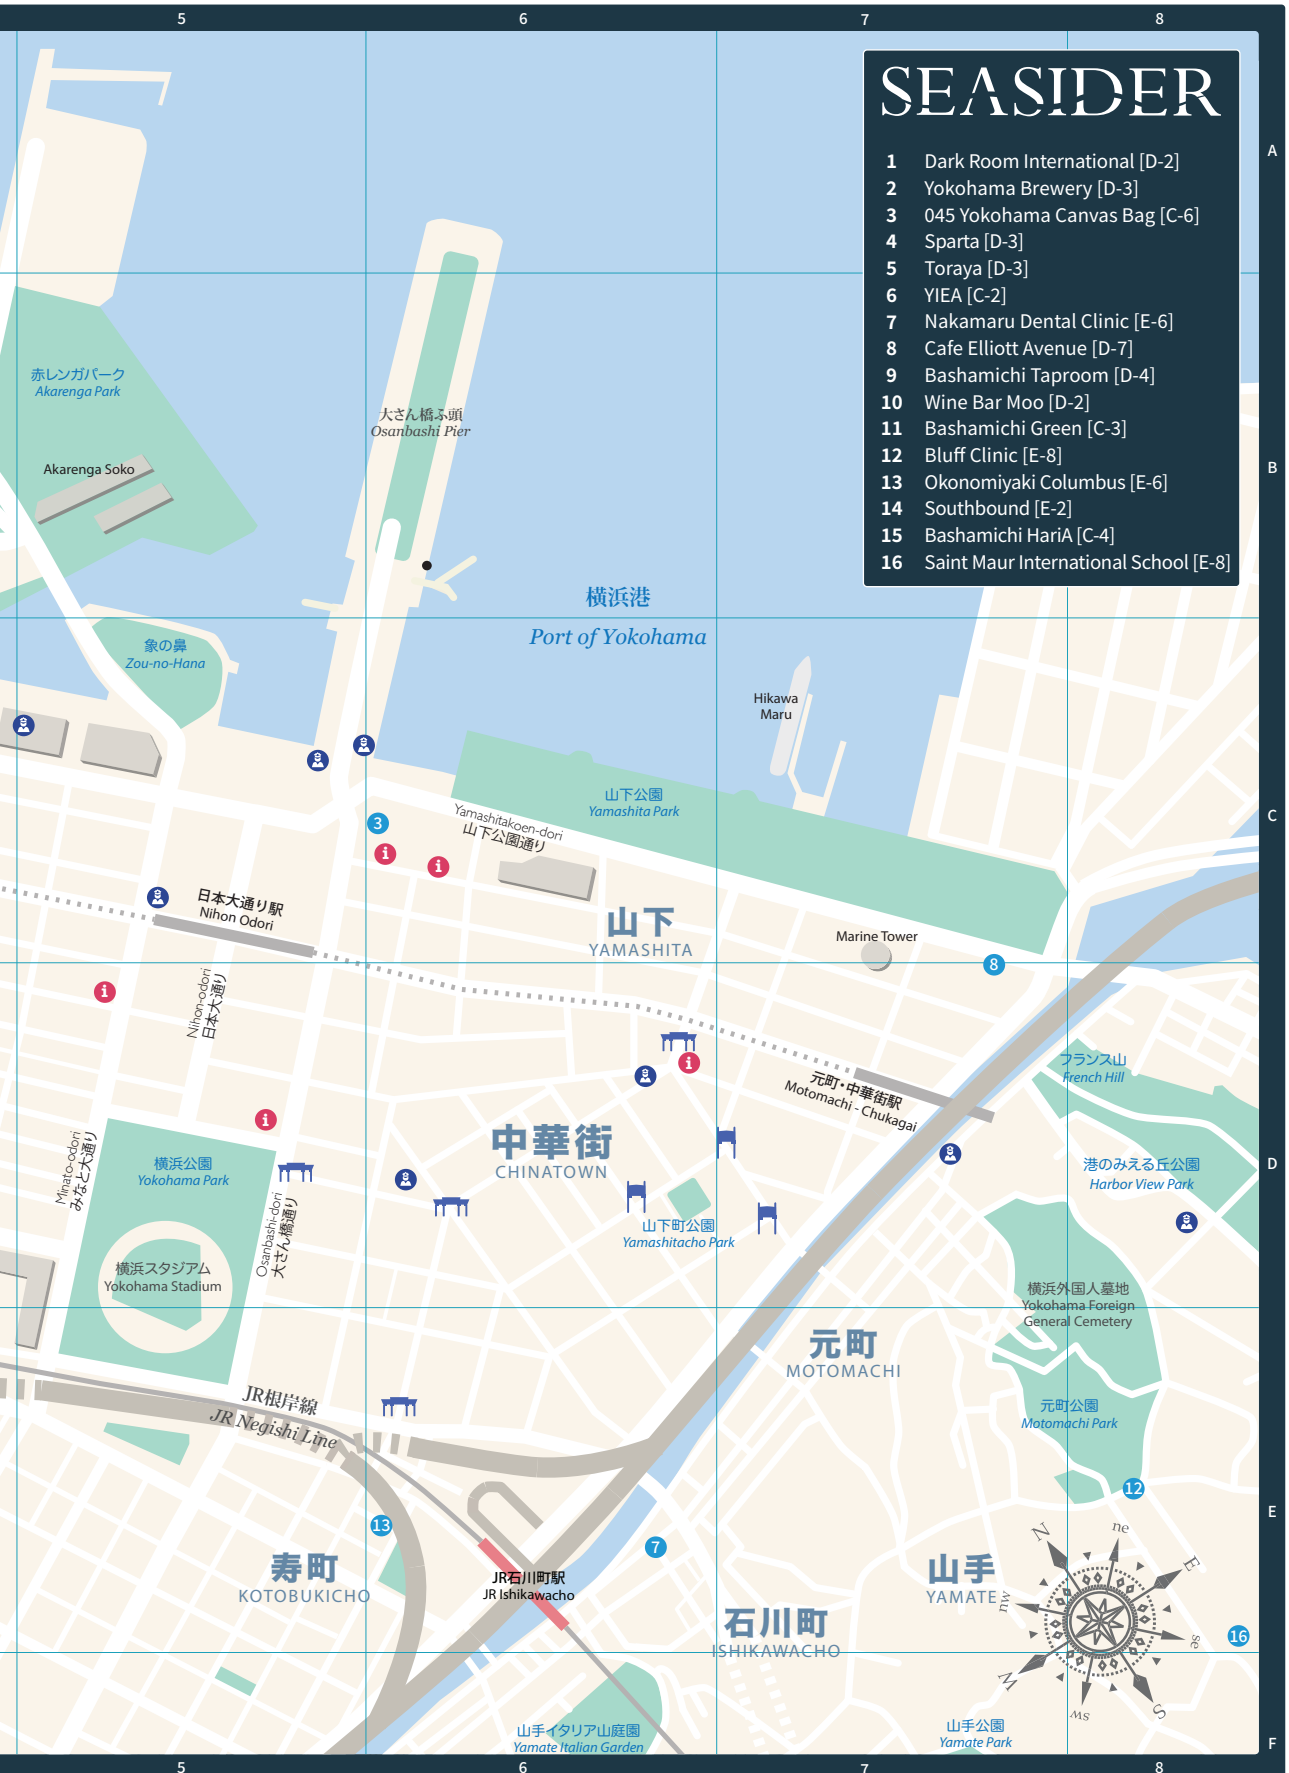 5
6
7
8
SEASIDER
1 Dark Room International [D-2]
2 Yokohama Brewery [D-3]
3 045 Yokohama Canvas Bag [C-6]
4 Sparta [D-3]
5 Toraya [D-3]
6 YIEA [C-2]
7 Nakamaru Dental Clinic [E-6]
8 Cafe Elliott Avenue [D-7]
9 Bashamichi Taproom [D-4]
10 Wine Bar Moo [D-2]
11 Bashamichi Green [C-3]
12 Bluff Clinic [E-8]
13 Okonomiyaki Columbus [E-6]
14 Southbound [E-2]
15 Bashamichi HariA [C-4]
16 Saint Maur International School [E-8]
A
赤レンガパーク
Akarenga Park
大さん橋ふ頭
Osanbashi Pier
Akarenga Soko
B
横浜港
Port of Yokohama
象の鼻
Zou-no-Hana
Hikawa
Maru
山下公園
Yamashita Park
Yamashitakoen-dori
山下公園通り
3
C
日本大通り駅
Nihon Odori
山下
YAMASHITA
Marine Tower
8
Nihon-odori
日本大通り
フランス山
French Hill
元町・中華街駅
Motomachi - Chukagai
中華街
CHINATOWN
Minato-odori
みなと大通り
横浜公園
Yokohama Park
港のみえる丘公園
Harbor View Park
D
Osanbashi-dori
大さん橋通り
山下町公園
Yamashitacho Park
横浜スタジアム
Yokohama Stadium
横浜外国人墓地
Yokohama Foreign
General Cemetery
元町
MOTOMACHI
JR根岸線
JR Negishi Line
元町公園
Motomachi Park
12
E
13
7
寿町
KOTOBUKICHO
JR石川町駅
JR Ishikawacho
山手
YAMATE
石川町
ISHIKAWACHO
N
ne
E
se
S
sw
W
nw
16
山手イタリア山庭園
Yamate Italian Garden
山手公園
Yamate Park
F
5
6
7
8